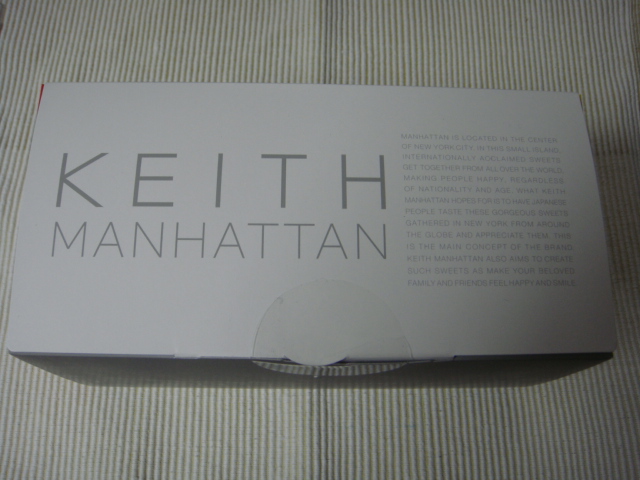 KEITH
MANHATTAN
MANHATTAN IS LOCATED IN THE CENTER
OF NEW YORK CITY. IN THIS SMALL ISLAND,
INTERNATIONALLY ACCLAIMED SWEETS
GET TOGETHER FROM ALL OVER THE WORLD,
MAKING PEOPLE HAPPY, REGARDLESS
OF NATIONALITY AND AGE. WHAT KEITH
MANHATTAN HOPES FOR IS TO HAVE JAPANESE
PEOPLE TASTE THESE GORGEOUS SWEETS
GATHERED IN NEW YORK FROM AROUND
THE GLOBE AND APPRECIATE THEM. THIS
IS THE MAIN CONCEPT OF THE BRAND.
KEITH MANHATTAN ALSO AIMS TO CREATE
SUCH SWEETS AS MAKE YOUR BELOVED
FAMILY AND FRIENDS FEEL HAPPY AND SMILE.